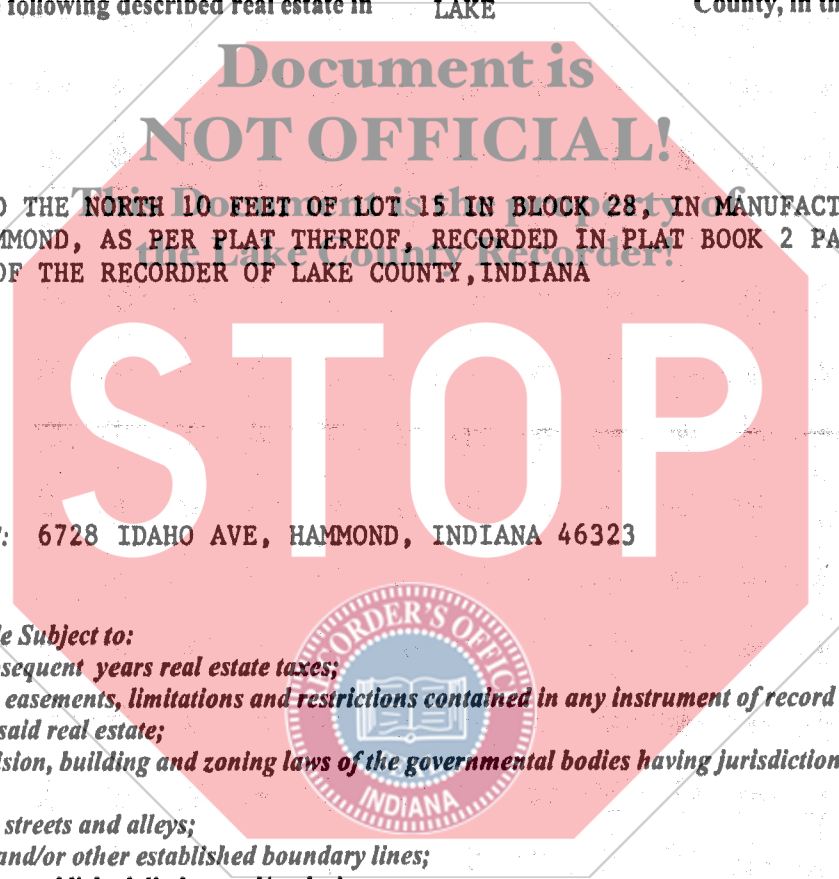 following described real estate in LAKE County, in th
Document is
NOT OFFICIAL!
This Document is the property of
the Lake County Recorder!
O THE NORTH 10 FEET OF LOT 15 IN BLOCK 28, IN MANUFACT
MMOND, AS PER PLAT THEREOF, RECORDED IN PLAT BOOK 2 PA
OF THE RECORDER OF LAKE COUNTY, INDIANA
STOP
: 6728 IDAHO AVE, HAMMOND, INDIANA 46323
RECORDER'S OFFICE
INDIANA
e Subject to:
sequent years real estate taxes;
easements, limitations and restrictions contained in any instrument of record
said real estate;
ision, building and zoning laws of the governmental bodies having jurisdiction
streets and alleys;
and/or other established boundary lines;